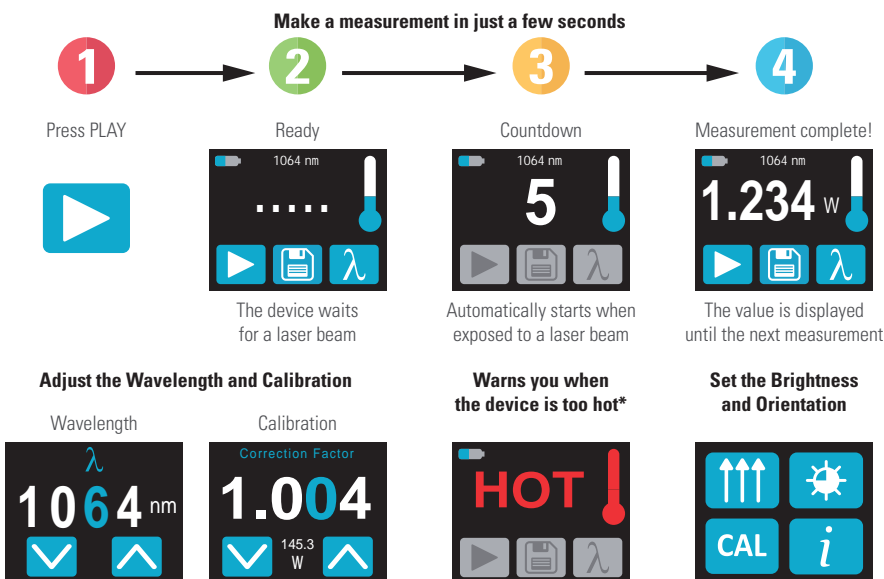 Make a measurement in just a few seconds
1
2
3
4
Press PLAY
Ready
Countdown
Measurement complete!
1064 nm
.....
λ
The device waits
for a laser beam
1064 nm
5
λ
Automatically starts when
exposed to a laser beam
1064 nm
1.234 W
λ
The value is displayed
until the next measurement
Adjust the Wavelength and Calibration
Wavelength
λ
1064 nm
Calibration
Correction Factor
1.004
145.3
W
Warns you when
the device is too hot*
HOT
λ
Set the Brightness
and Orientation
CAL
i